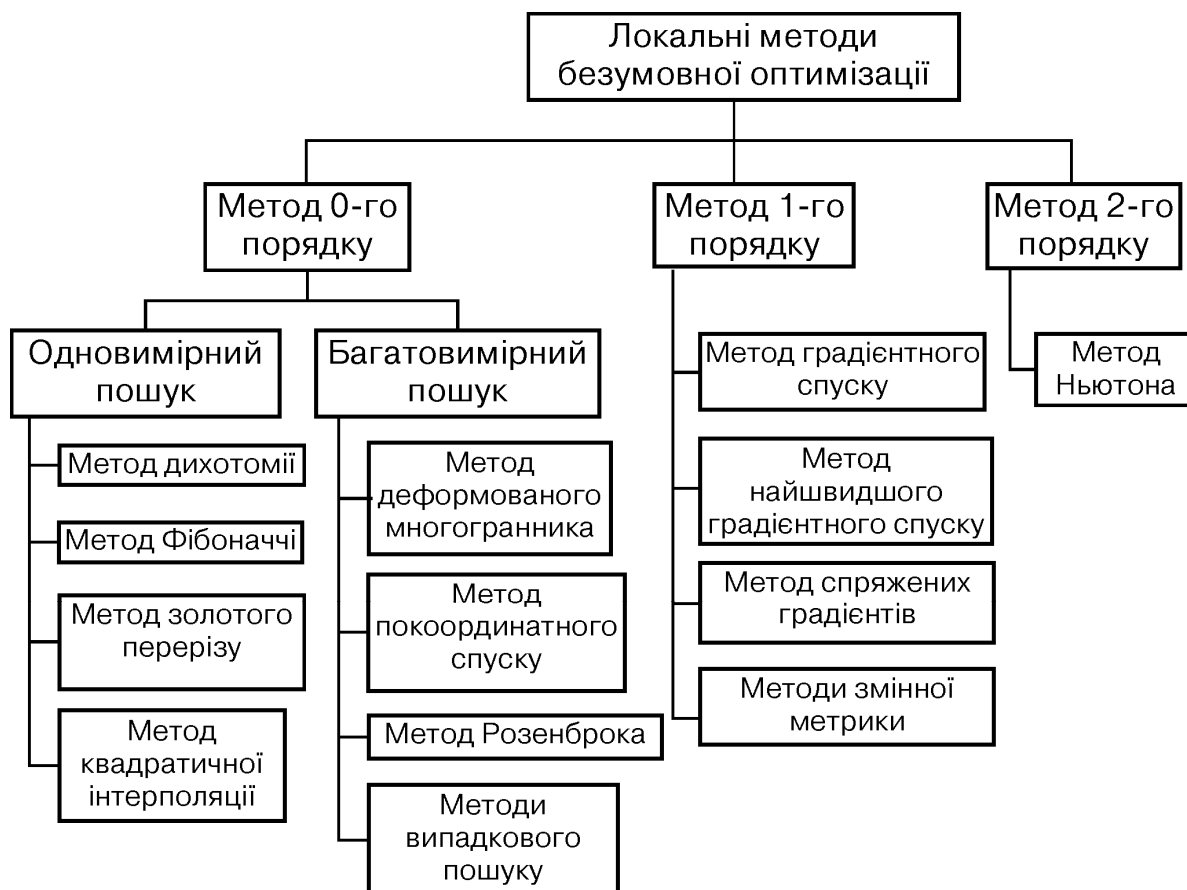 Локальні методи
безумовної оптимізації
Метод 0-го
порядку
Метод 1-го
порядку
Метод 2-го
порядку
Одновимірний
пошук
Багатовимірний
пошук
Метод дихотомії
Метод Фібоначчі
Метод золотого
перерізу
Метод
квадратичної
інтерполяції
Метод
деформованого
многогранника
Метод
покоординатного
спуску
Метод Розенброка
Методи
випадкового
пошуку
Метод градієнтного
спуску
Метод
найшвидшого
градієнтного спуску
Метод спряжених
градієнтів
Методи змінної
метрики
Метод
Ньютона